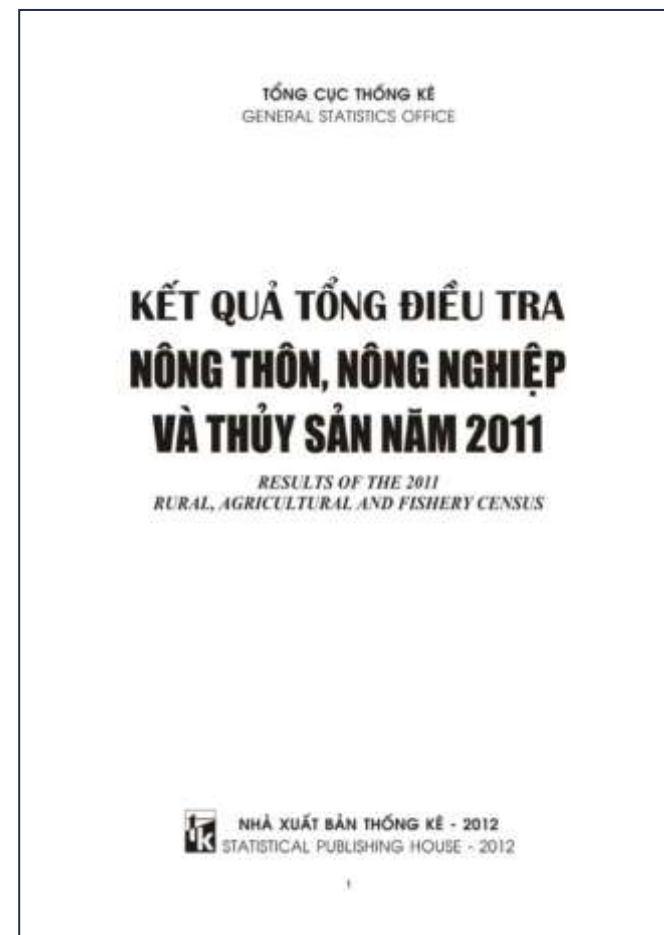 TỔNG CỤC THỐNG KÊ
GENERAL STATISTICS OFFICE
KẾT QUẢ TỔNG ĐIỀU TRA
NÔNG THÔN, NÔNG NGHIỆP
VÀ THỦY SẢN NĂM 2011
RESULTS OF THE 2011
RURAL, AGRICULTURAL AND FISHERY CENSUS
NHÀ XUẤT BẢN THỐNG KÊ - 2012
STATISTICAL PUBLISHING HOUSE - 2012
1